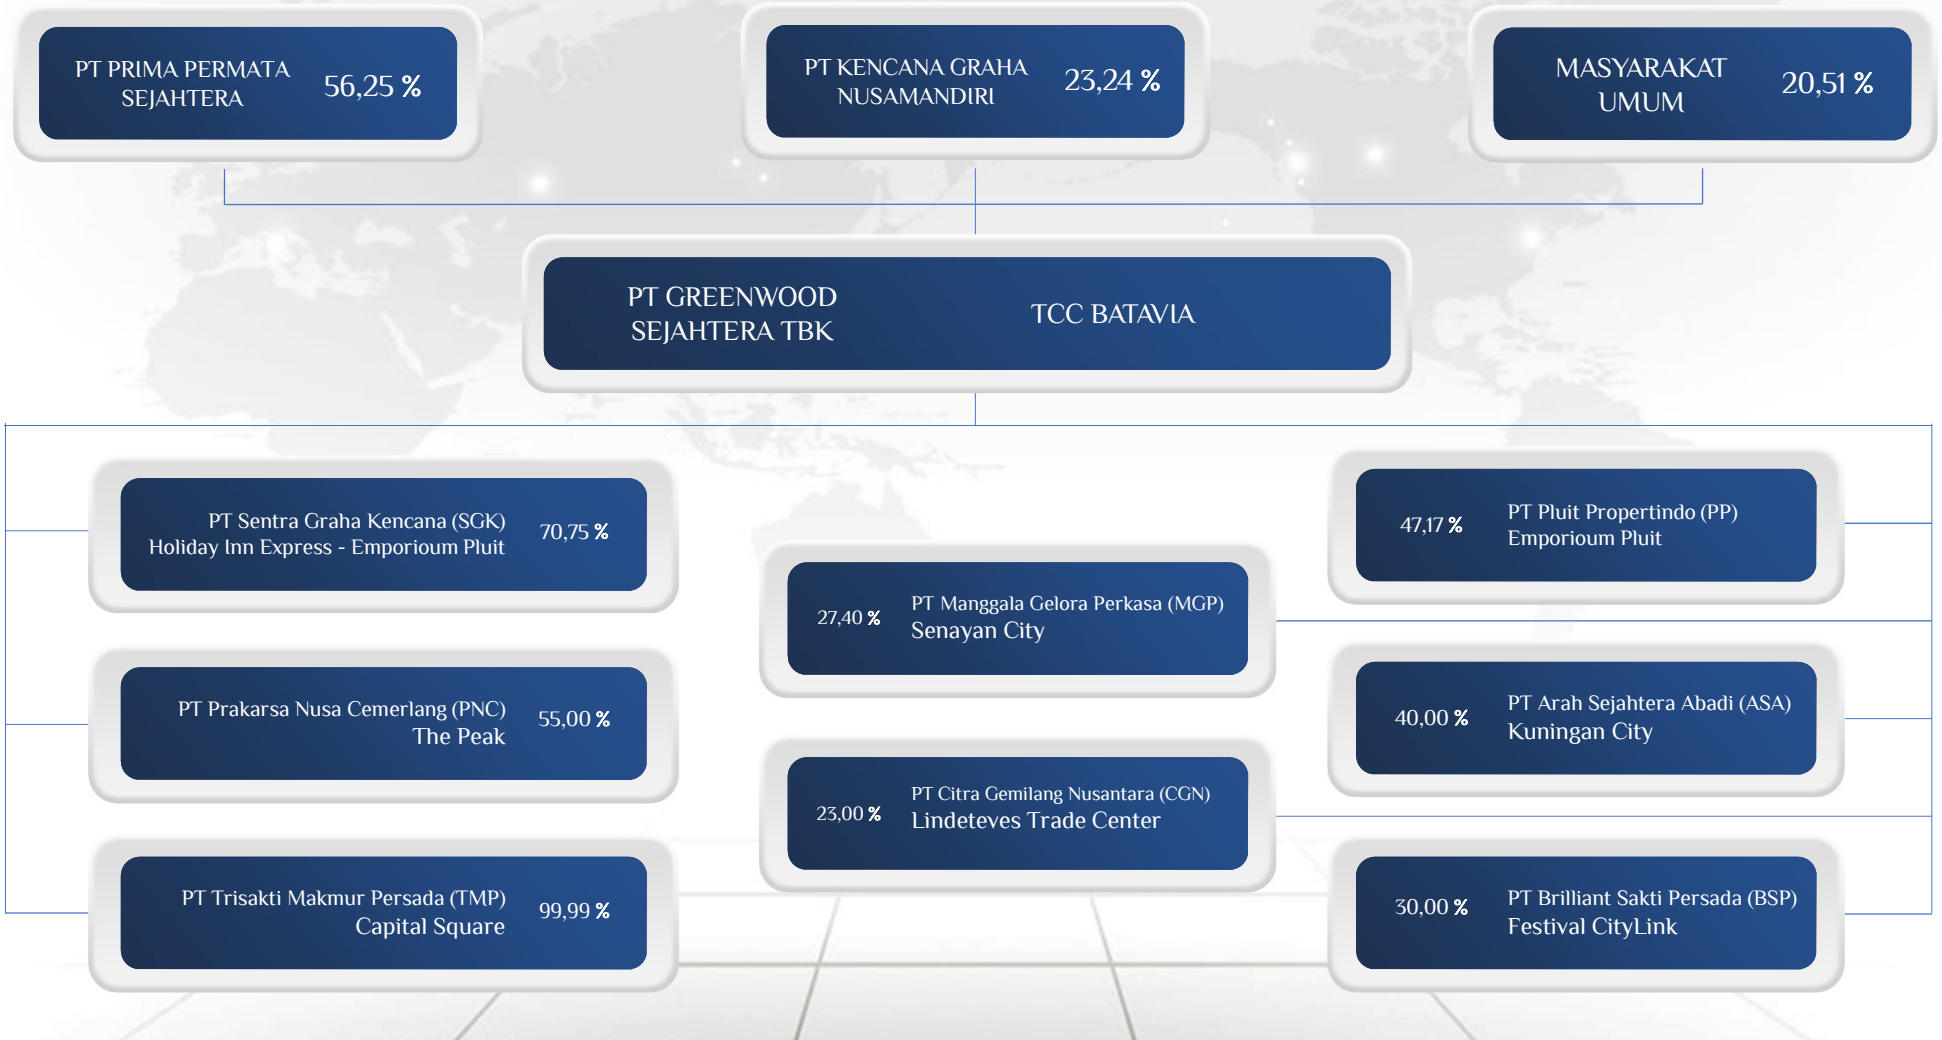 PT PRIMA PERMATA
SEJAHTERA
56,25 %
PT KENCANA GRAHA
NUSAMANDIRI
23,24 %
MASYARAKAT
UMUM
20,51 %
PT GREENWOOD
SEJAHTERA TBK
TCC BATAVIA
PT Sentra Graha Kencana (SGK)
Holiday Inn Express - Emporioum Pluit
70,75 %
PT Prakarsa Nusa Cemerlang (PNC)
The Peak
55,00 %
PT Trisakti Makmur Persada (TMP)
Capital Square
99,99 %
27,40 %
PT Manggala Gelora Perkasa (MGP)
Senayan City
23,00 %
PT Citra Gemilang Nusantara (CGN)
Lindeteves Trade Center
47,17 %
PT Pluit Propertindo (PP)
Emporioum Pluit
40,00 %
PT Arah Sejahtera Abadi (ASA)
Kuningan City
30,00 %
PT Brilliant Sakti Persada (BSP)
Festival CityLink